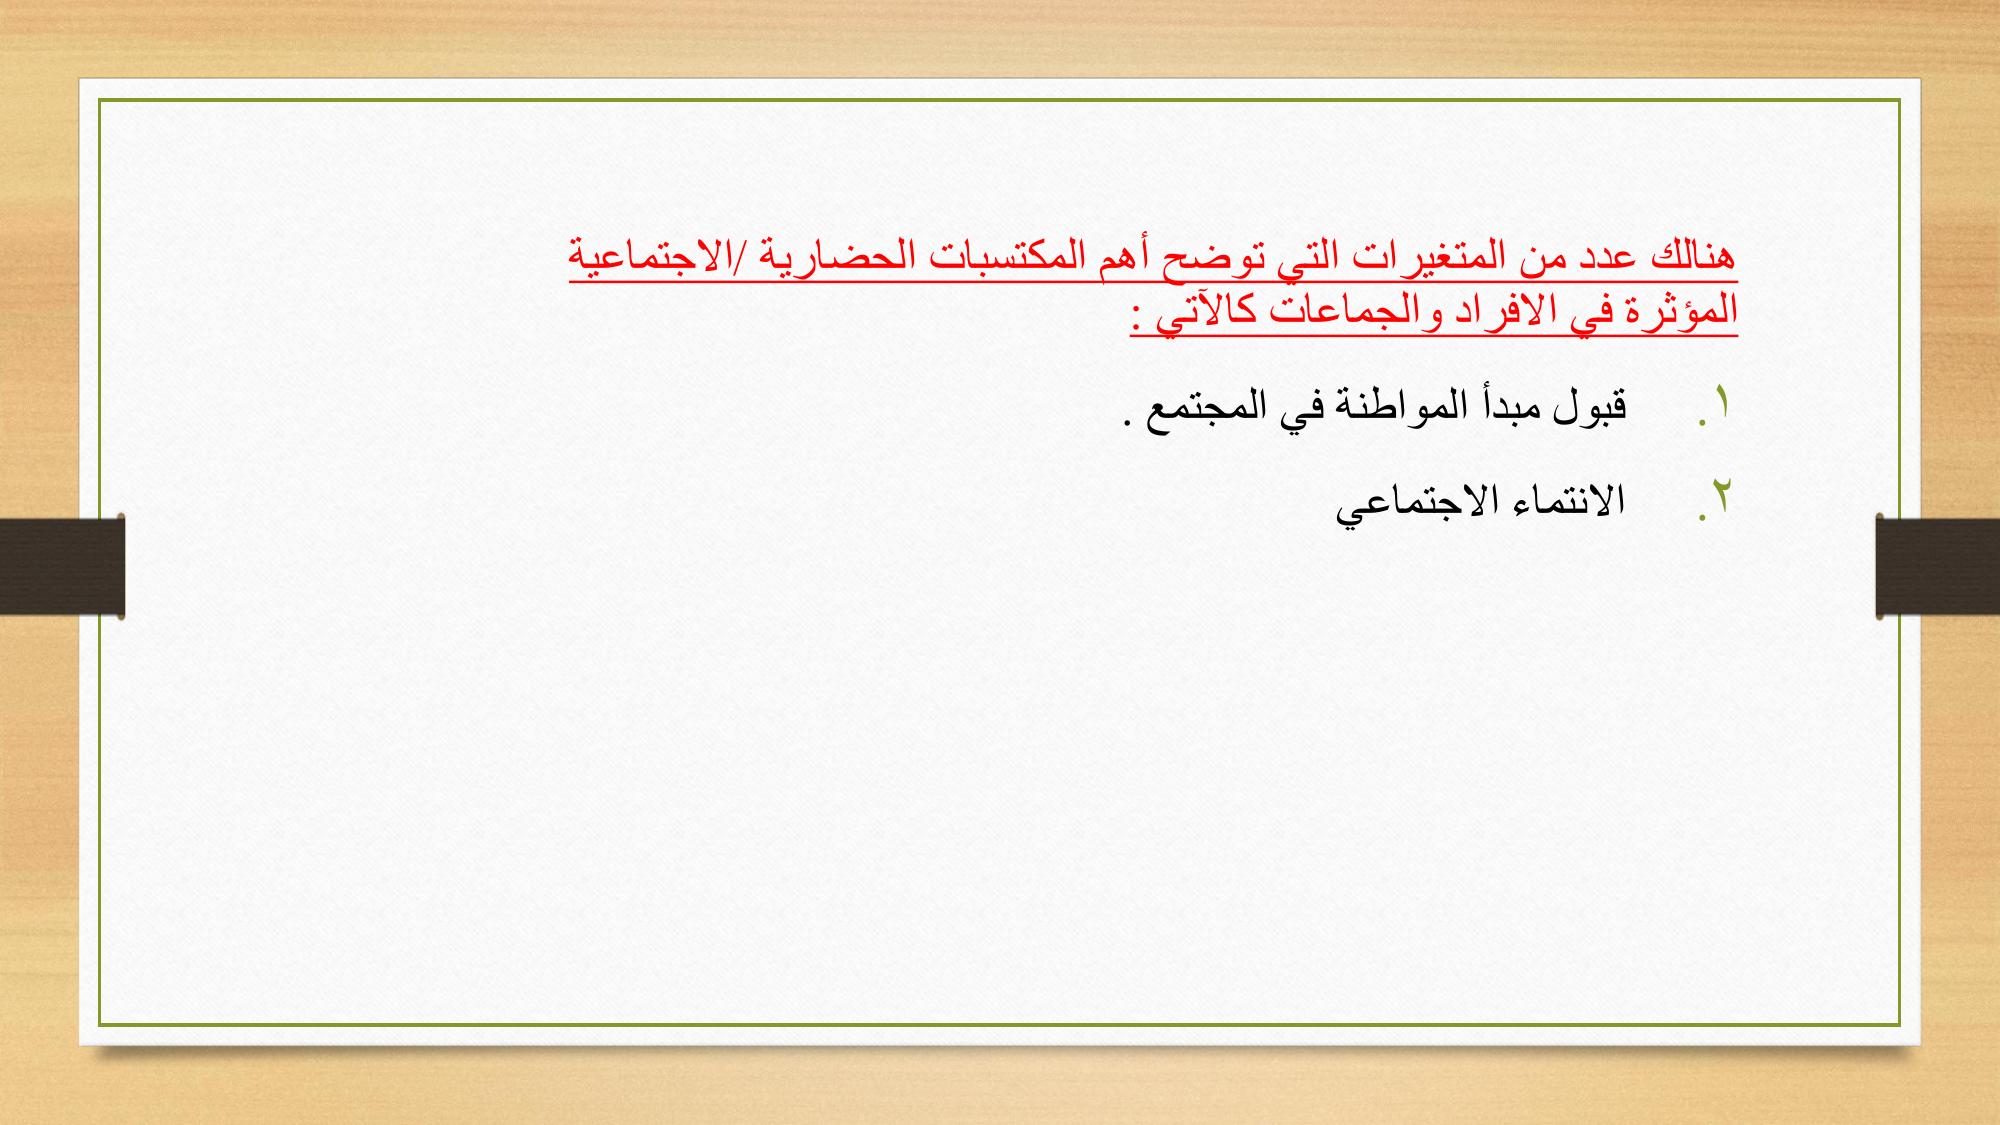 هنالك عدد من المتغيرات التي توضح أهم المكتسبات الحضارية /الاجتماعية
المؤثرة في الافراد والجماعات كالآتي :
١. قبول مبدأ المواطنة في المجتمع .
٢. الانتماء الاجتماعي